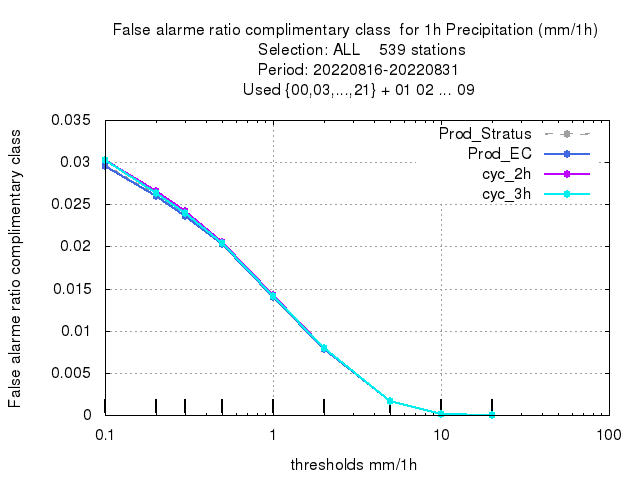 False alarme ratio complimentary class  for 1h Precipitation (mm/1h)
Selection: ALL    539 stations
Period: 20220816-20220831
Used {00,03,...,21} + 01 02 ... 09
False alarme ratio complimentary class
0.035
0.03
0.025
0.02
0.015
0.01
0.005
0
Prod_Stratus
Prod_EC
cyc_2h
cyc_3h
0.1 1 10 100
thresholds mm/1h